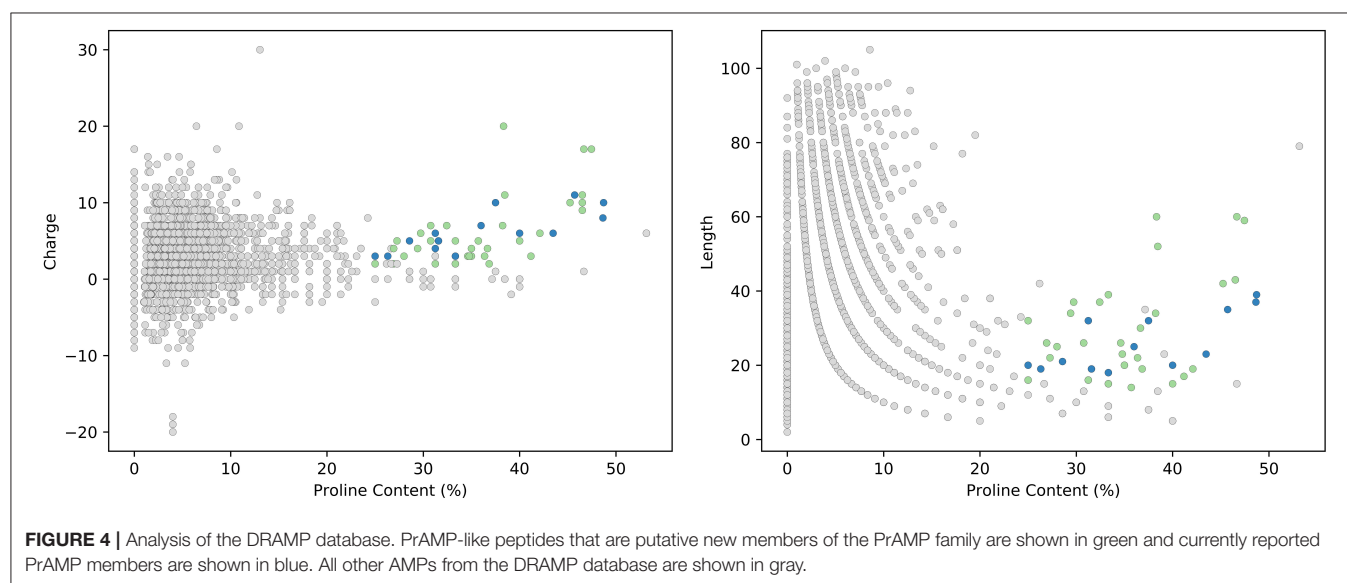 30
20
10
0
−10
−20
Charge
0 10 20 30 40 50
Proline Content (%)
100
80
60
40
20
0
Length
0 10 20 30 40 50
Proline Content (%)
FIGURE 4 | Analysis of the DRAMP database. PrAMP-like peptides that are putative new members of the PrAMP family are shown in green and currently reported
PrAMP members are shown in blue. All other AMPs from the DRAMP database are shown in gray.